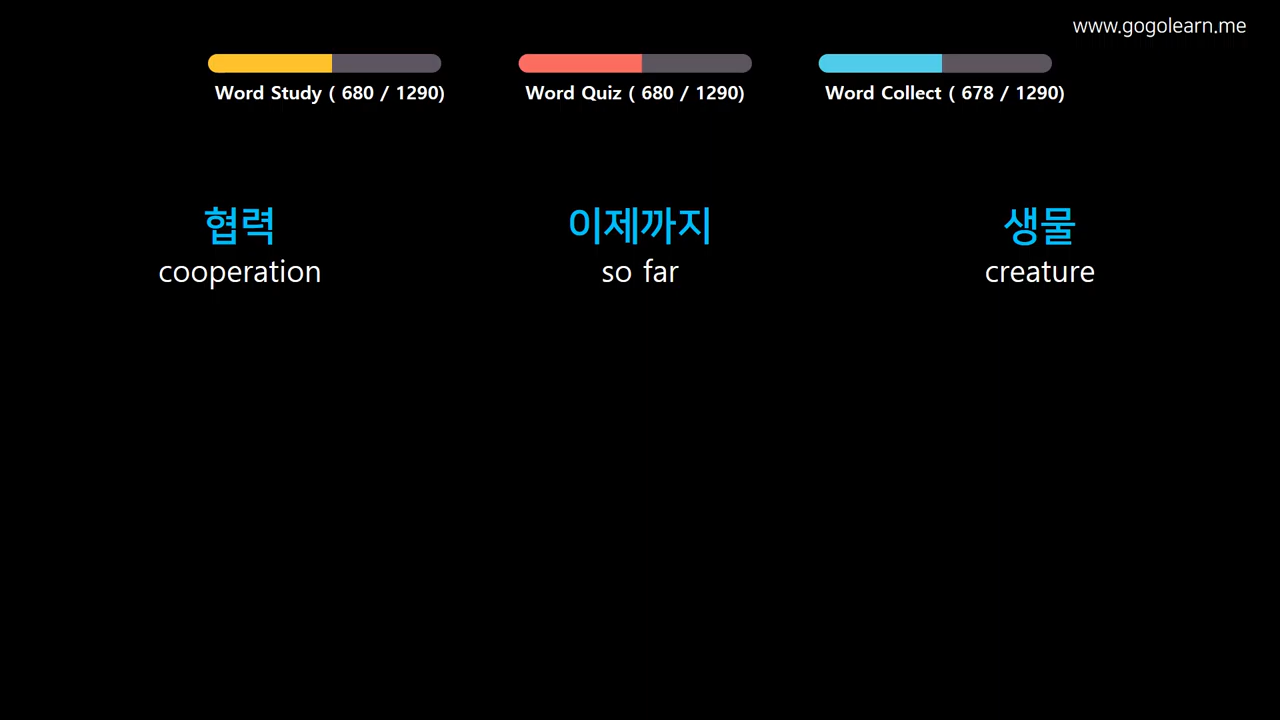 www.gogolearn.me
Word Study ( 680 / 1290)
Word Quiz ( 680 / 1290)
Word Collect ( 678 / 1290)
협력
cooperation
이제까지
so far
생물
creature